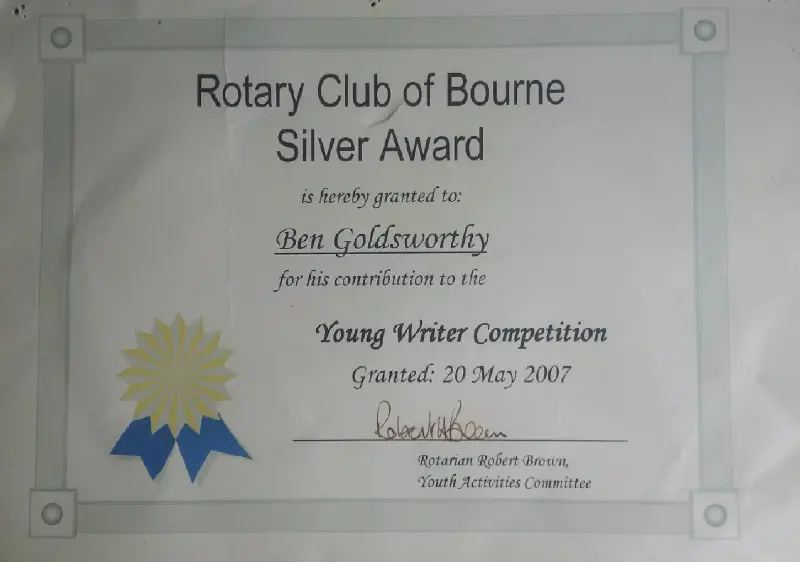 Rotary Club of Bourne
Silver Award
is hereby granted to:
Ben Goldsworthy
for his contribution to the
Young Writer Competition
Granted: 20 May 2007
Rotarian Robert Brown,
Youth Activities Committee